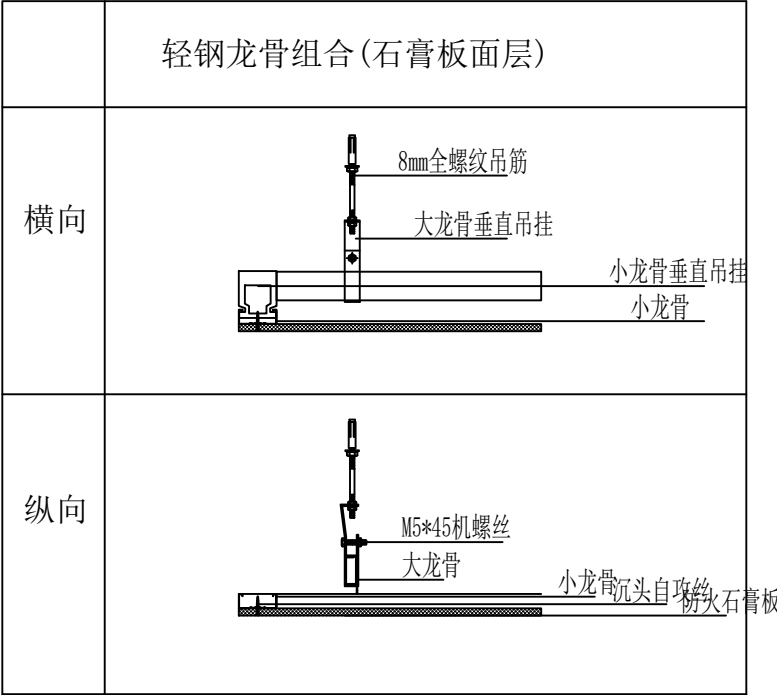 轻钢龙骨组合(石膏板面层)
横向
8mm全螺纹吊筋
大龙骨垂直吊挂
小龙骨垂直吊挂
小龙骨
纵向
M5*45机螺丝
大龙骨
小龙骨
沉头自攻丝
防火石膏板